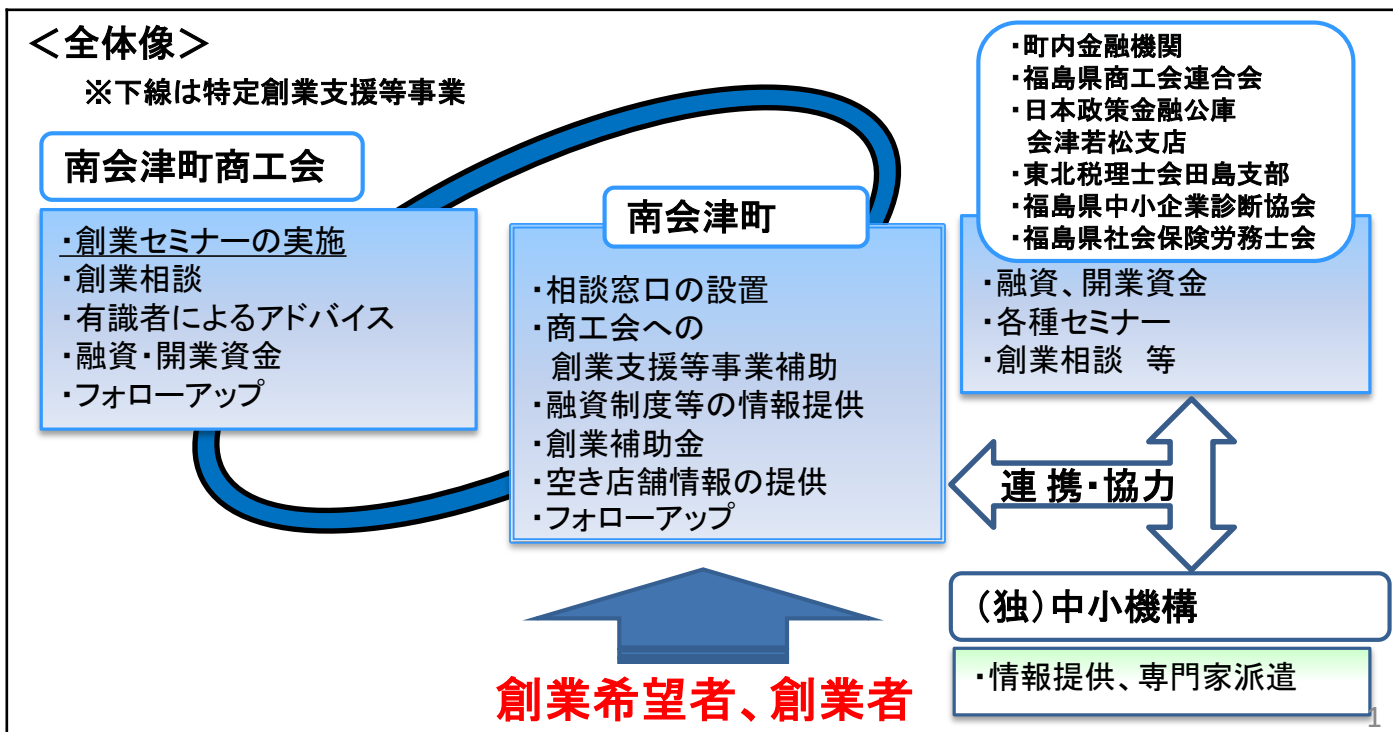 ＜全体像＞
※下線は特定創業支援等事業
南会津町商工会
・創業セミナーの実施
・創業相談
・有識者によるアドバイス
・融資・開業資金
・フォローアップ
南会津町
・相談窓口の設置
・商工会への
創業支援等事業補助
・融資制度等の情報提供
・創業補助金
・空き店舗情報の提供
・フォローアップ
・町内金融機関
・福島県商工会連合会
・日本政策金融公庫
会津若松支店
・東北税理士会田島支部
・福島県中小企業診断協会
・福島県社会保険労務士会
・融資、開業資金
・各種セミナー
・創業相談　等
連 携・協力
（独）中小機構
・情報提供、専門家派遣
創業希望者、創業者
1